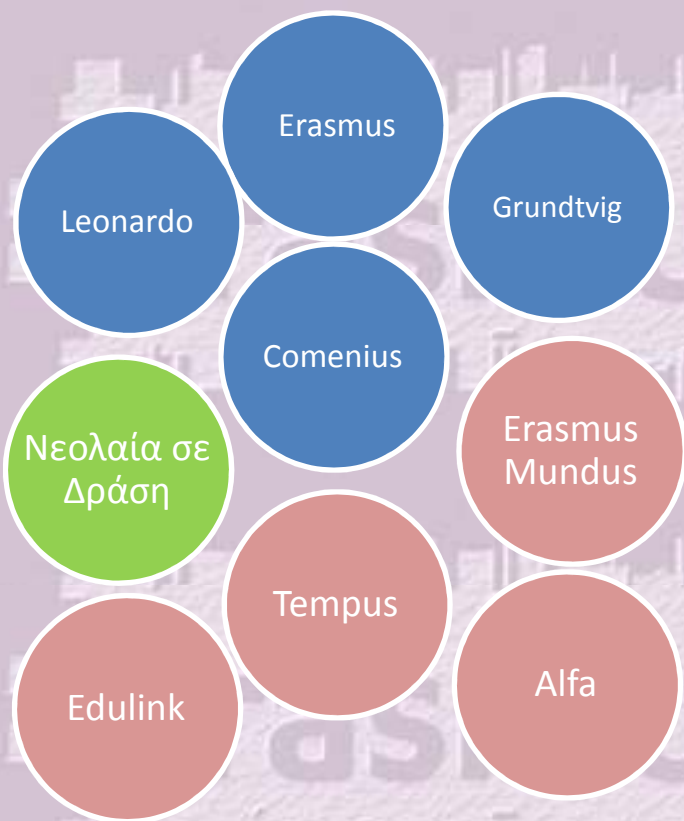 Erasmus
Leonardo
Grundtvig
Comenius
Νεολαία σε
Δράση
Erasmus
Mundus
Tempus
Edulink
Alfa